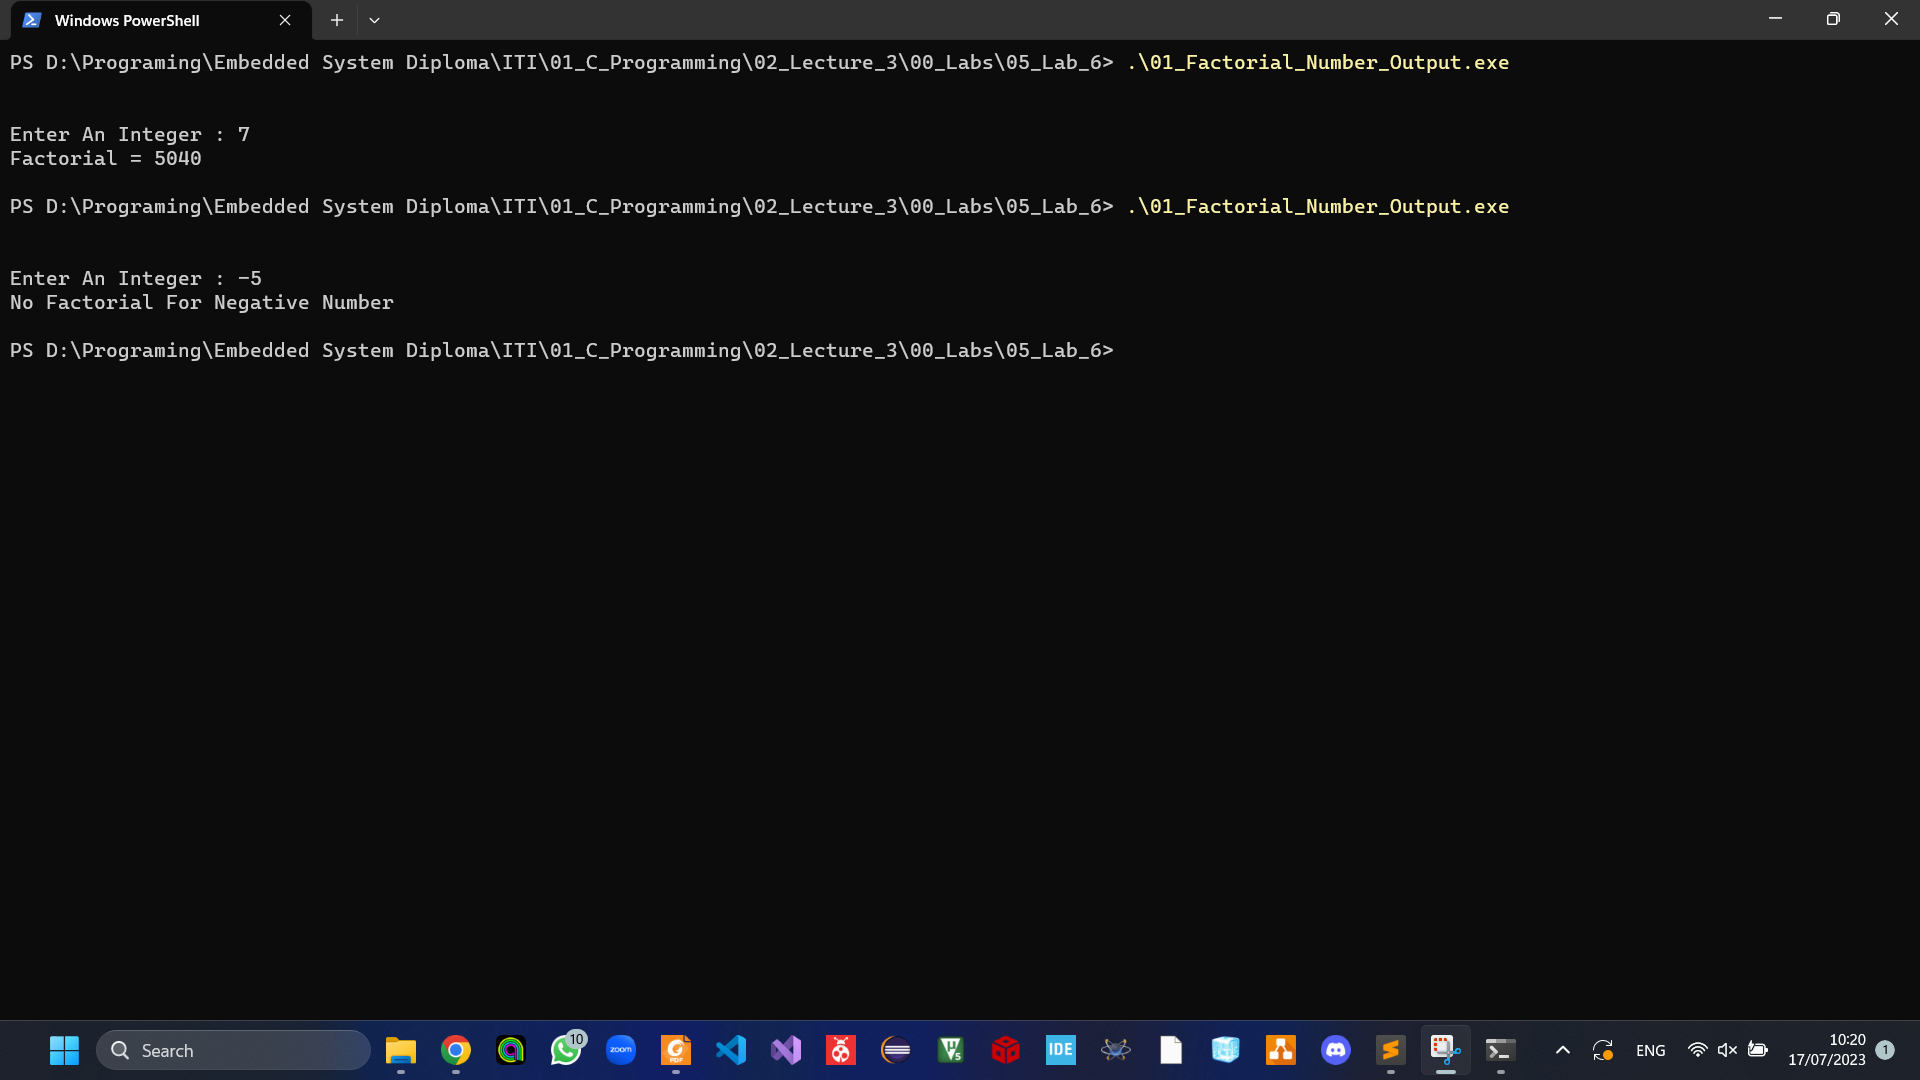 Windows PowerShell
PS D:\Programing\Embedded System Diploma\ITI\01_C_Programming\02_Lecture_3\00_Labs\05_Lab_6> .\01_Factorial_Number_Output.exe
Enter An Integer : 7
Factorial = 5040
PS D:\Programing\Embedded System Diploma\ITI\01_C_Programming\02_Lecture_3\00_Labs\05_Lab_6> .\01_Factorial_Number_Output.exe
Enter An Integer : -5
No Factorial For Negative Number
PS D:\Programing\Embedded System Diploma\ITI\01_C_Programming\02_Lecture_3\00_Labs\05_Lab_6>
Search
10
zoom
PDF
5
IDE
ENG
10:20
17/07/2023
1